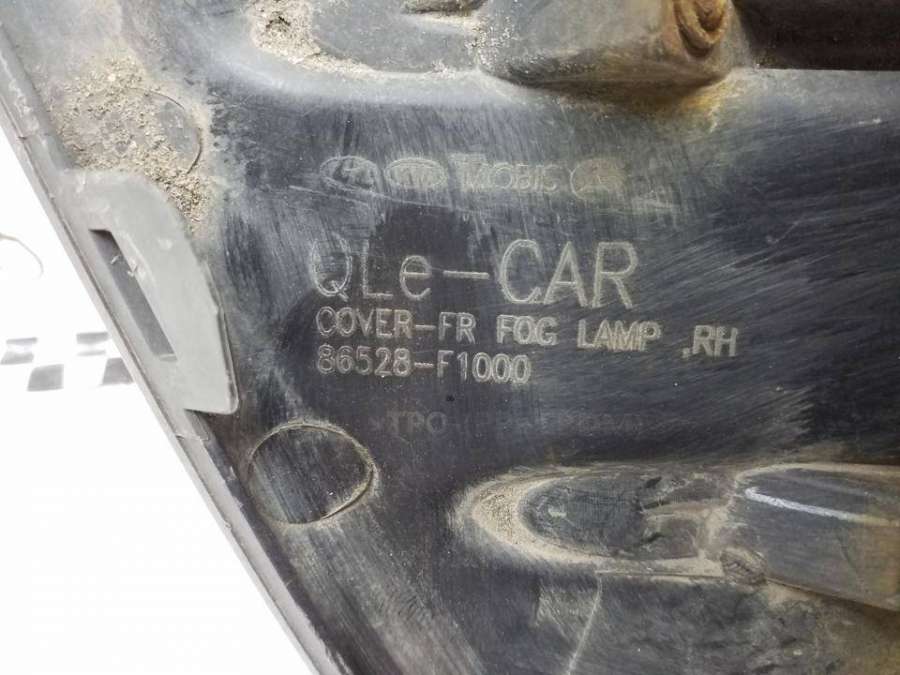 MOBIS
QLe-CAR
COVER-FR FOG LAMP ,RH
86528-F1000